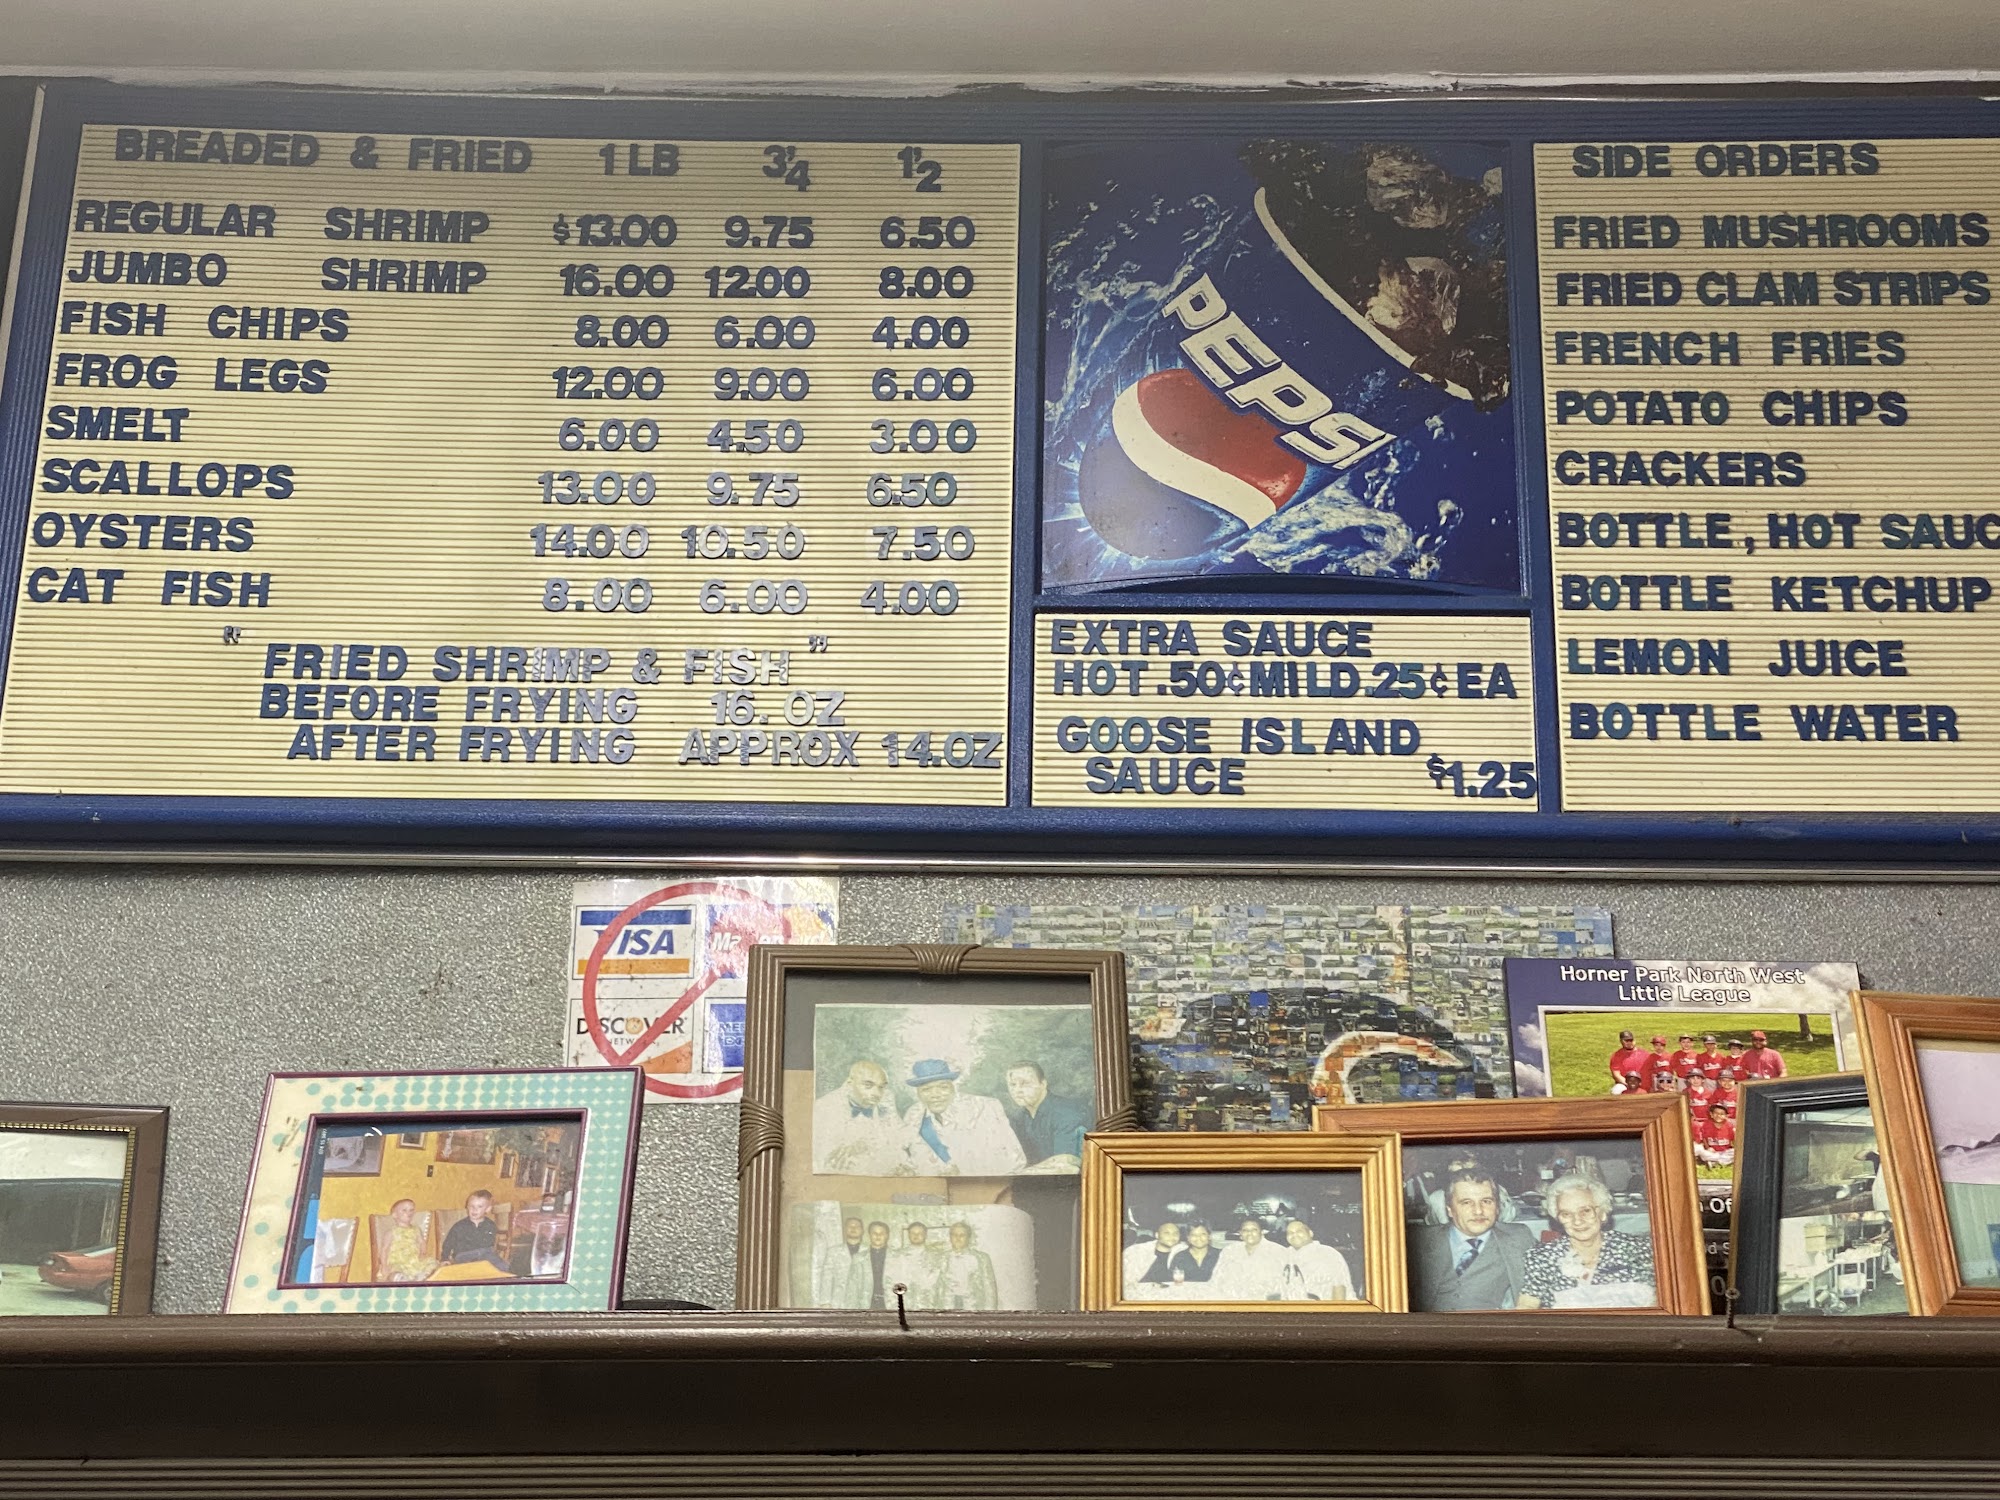 BREADED & FRIED 1 LB 3/4 1/2
REGULAR SHRIMP $13.00 9.75 6.50
JUMBO SHRIMP 16.00 12.00 8.00
FISH CHIPS 8.00 6.00 4.00
FROG LEGS 12.00 9.00 6.00
SMELT 6.00 4.50 3.00
SCALLOPS 13.00 9.75 6.50
OYSTERS 14.00 10.50 7.50
CAT FISH 8.00 6.00 4.00
"FRIED SHRIMP & FISH"
BEFORE FRYING 16. OZ
AFTER FRYING APPROX 14.OZ
PEPSI
EXTRA SAUCE
HOT .50¢ MILD .25¢ EA
GOOSE ISLAND
SAUCE $1.25
SIDE ORDERS
FRIED MUSHROOMS
FRIED CLAM STRIPS
FRENCH FRIES
POTATO CHIPS
CRACKERS
BOTTLE, HOT SAUC
BOTTLE KETCHUP
LEMON JUICE
BOTTLE WATER
VISA
DISCOVER
NETW
Horner Park North West
Little League